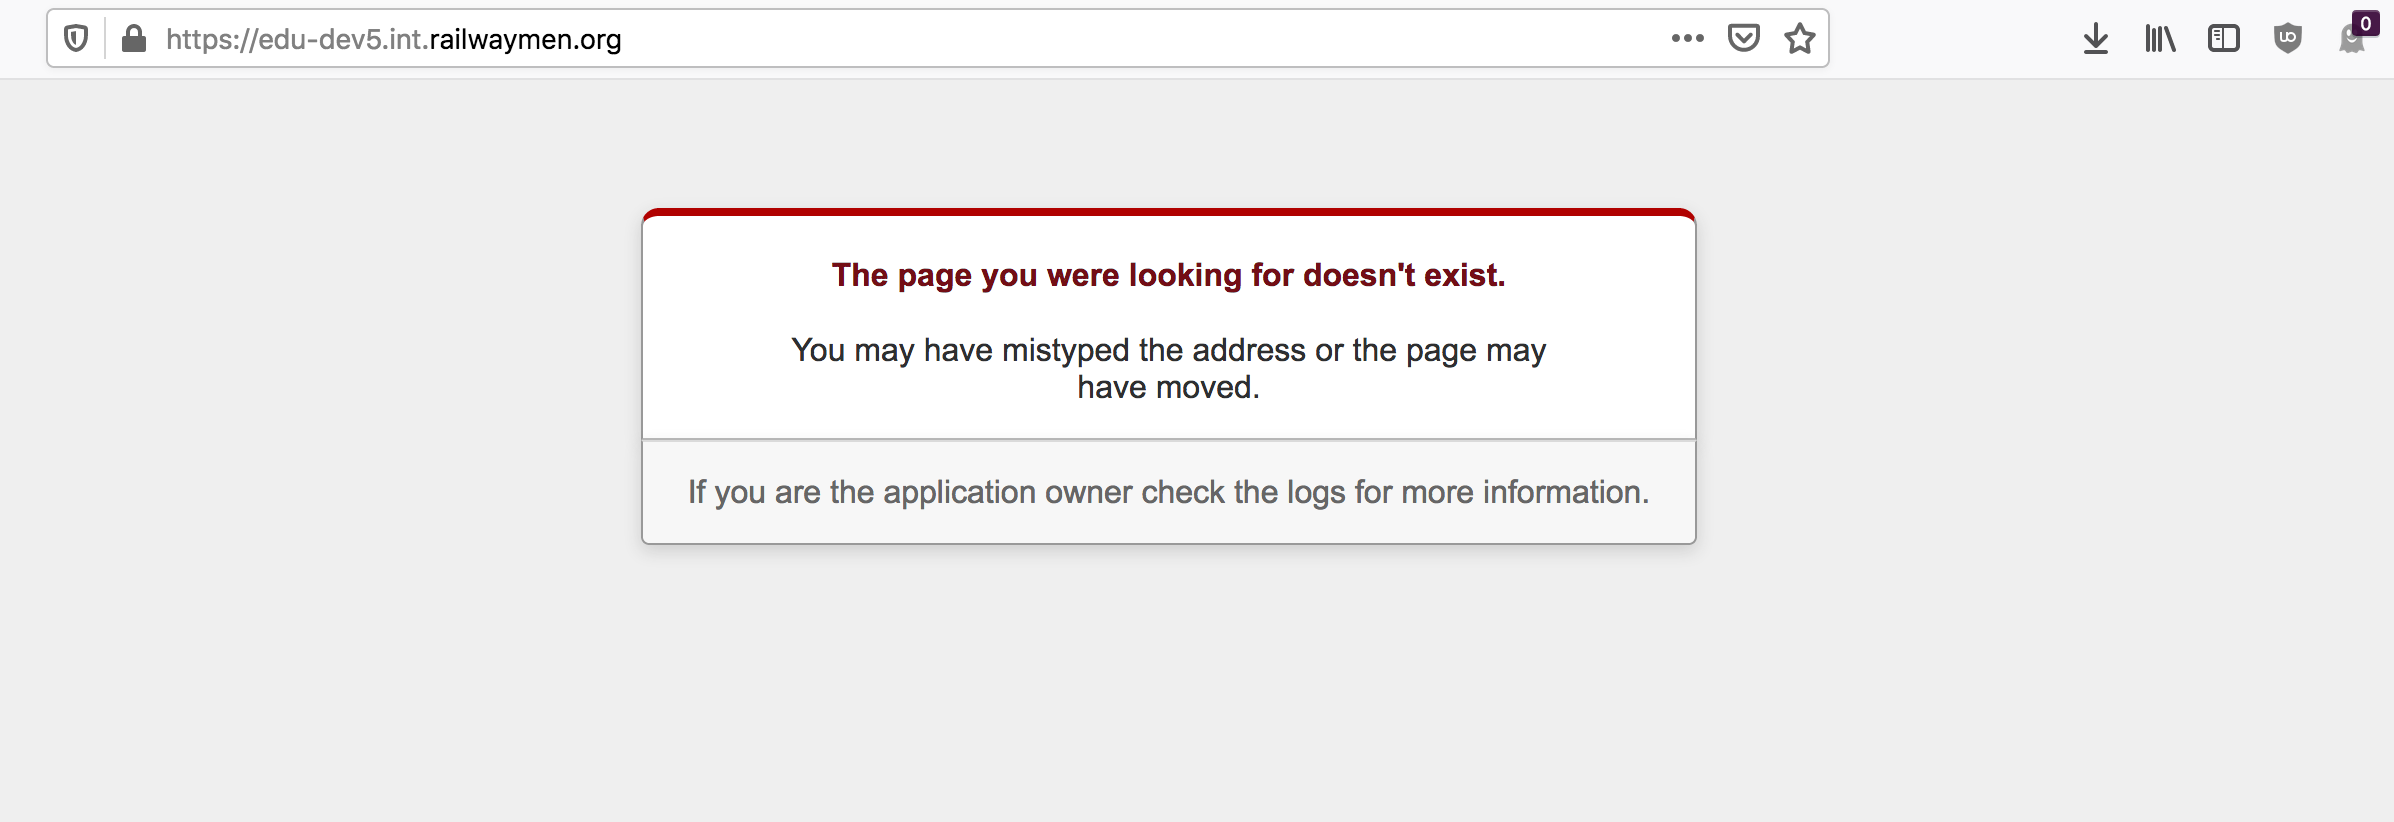 https://edu-dev5.int.railwaymen.org
0
The page you were looking for doesn't exist.
You may have mistyped the address or the page may
have moved.
If you are the application owner check the logs for more information.